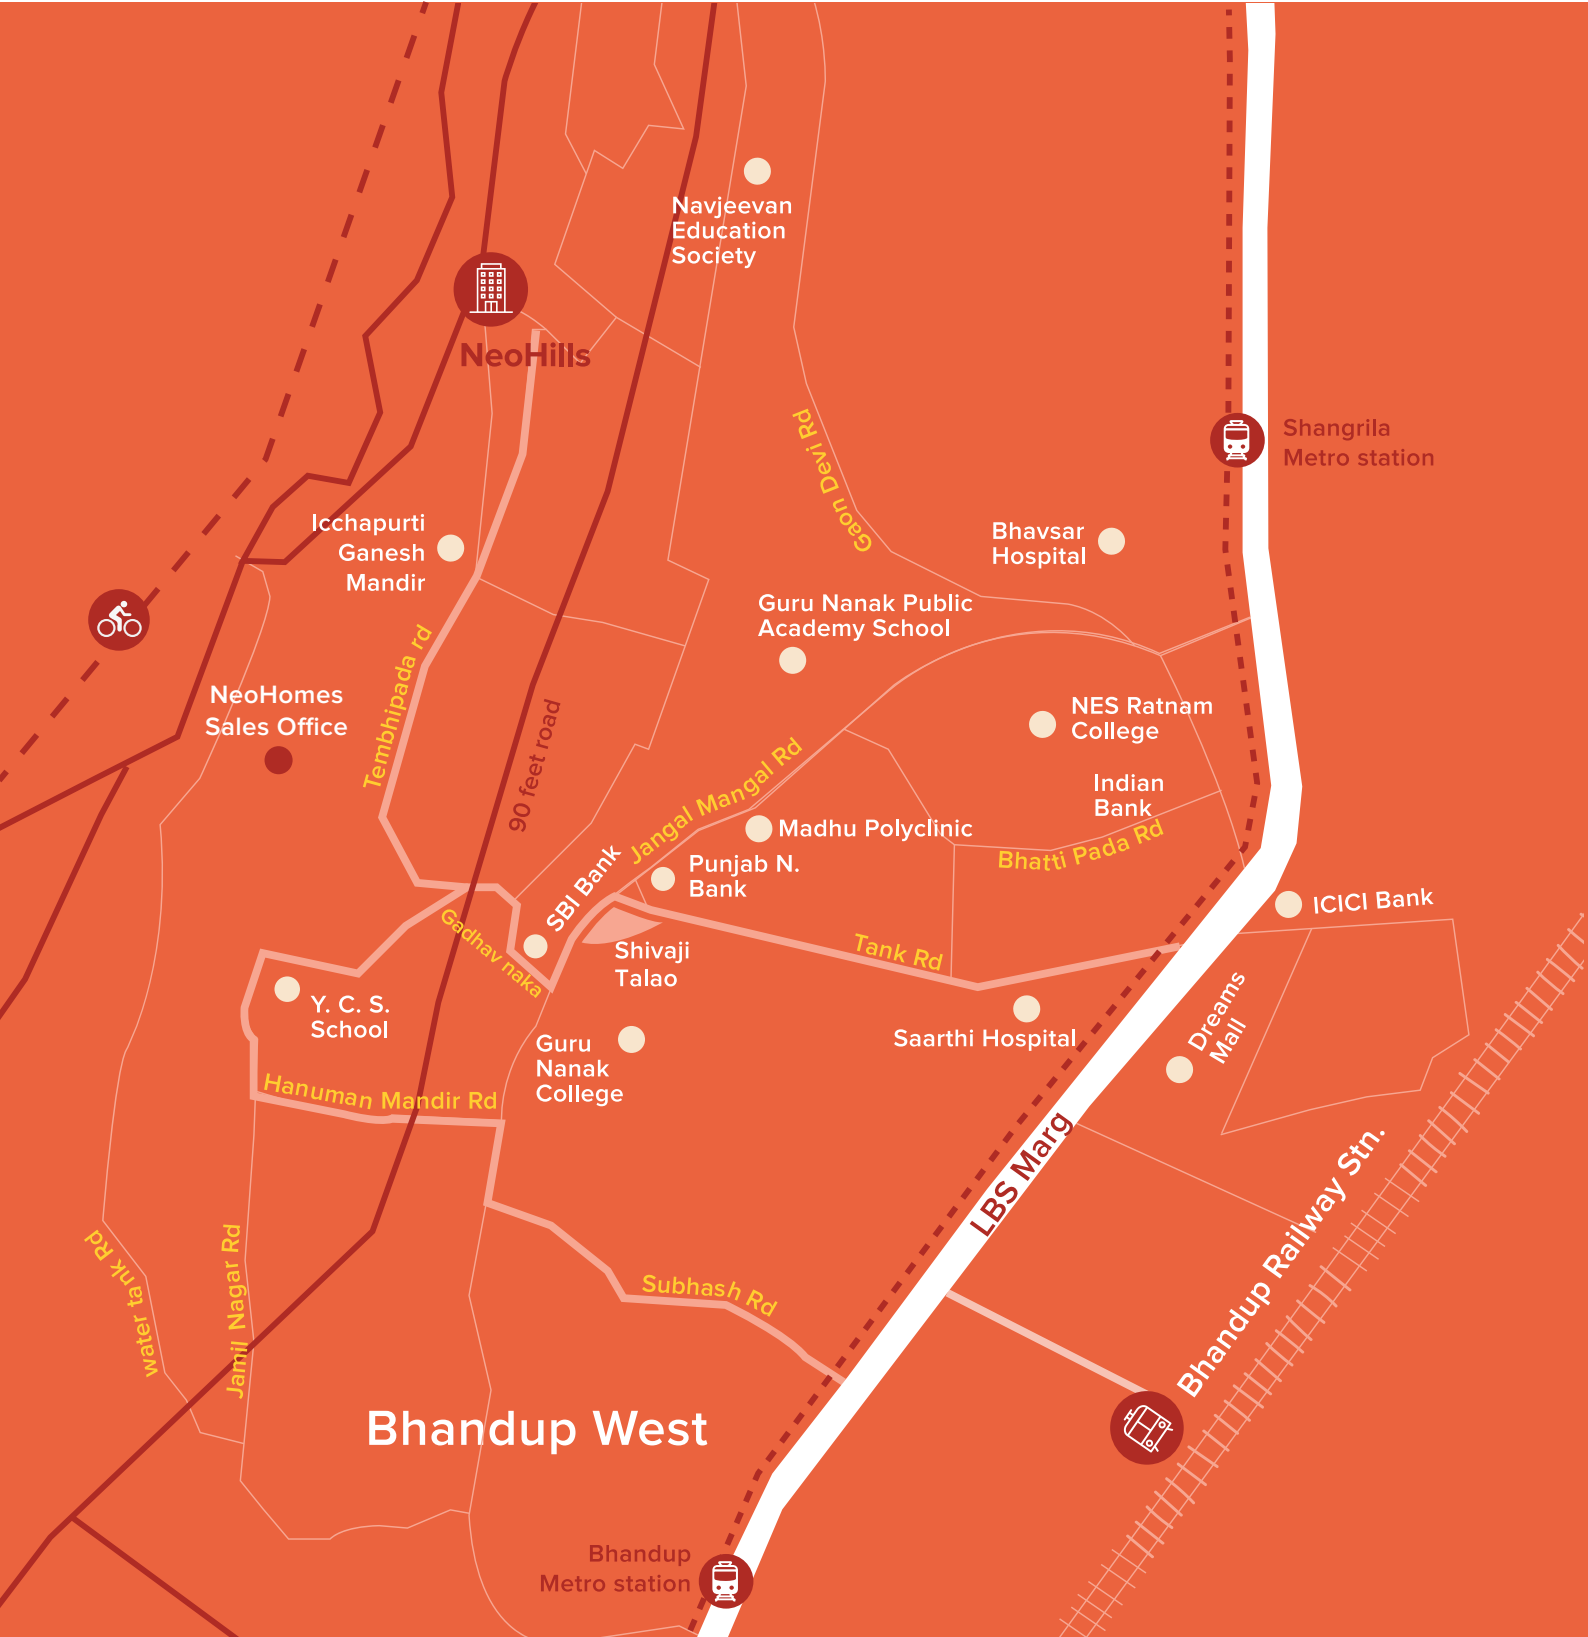 Navjeevan
Education
Society
NeoHills
Gaon Devi Rd
Shangrila
Metro station
Icchapurti
Ganesh
Mandir
Bhavsar
Hospital
Guru Nanak Public
Academy School
Tembhipada rd
NeoHomes
Sales Office
90 feet road
NES Ratnam
College
Jangal Mangal Rd
Indian
Bank
Madhu Polyclinic
Bhatti Pada Rd
Punjab N.
Bank
SBI Bank
ICICI Bank
Gadhav naka
Shivaji
Talao
Tank Rd
Y. C. S.
School
Dreams
Mall
Saarthi Hospital
Guru
Nanak
College
Hanuman Mandir Rd
LBS Marg
Bhandup Railway Stn.
water tank Rd
Jamil Nagar Rd
Subhash Rd
Bhandup West
Bhandup
Metro station